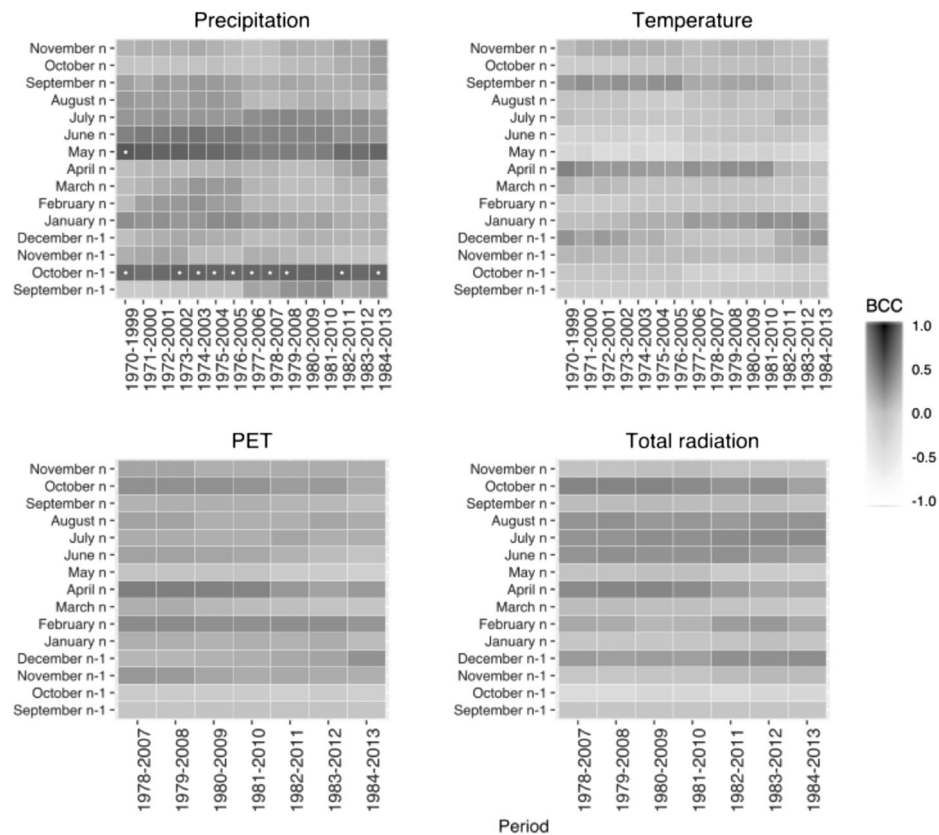 Precipitation
November n
October n
September n
August n
July n
June n
May n
April n
March n
February n
January n
December n-1
November n-1
October n-1
September n-1
1970-1999
1971-2000
1972-2001
1973-2002
1974-2003
1975-2004
1976-2005
1977-2006
1978-2007
1979-2008
1980-2009
1981-2010
1982-2011
1983-2012
1984-2013
Temperature
November n
October n
September n
August n
July n
June n
May n
April n
March n
February n
January n
December n-1
November n-1
October n-1
September n-1
1970-1999
1971-2000
1972-2001
1973-2002
1974-2003
1975-2004
1976-2005
1977-2006
1978-2007
1979-2008
1980-2009
1981-2010
1982-2011
1983-2012
1984-2013
BCC
1.0
0.5
0.0
-0.5
-1.0
PET
November n
October n
September n
August n
July n
June n
May n
April n
March n
February n
January n
December n-1
November n-1
October n-1
September n-1
1978-2007
1979-2008
1980-2009
1981-2010
1982-2011
1983-2012
1984-2013
Total radiation
November n
October n
September n
August n
July n
June n
May n
April n
March n
February n
January n
December n-1
November n-1
October n-1
September n-1
1978-2007
1979-2008
1980-2009
1981-2010
1982-2011
1983-2012
1984-2013
Period